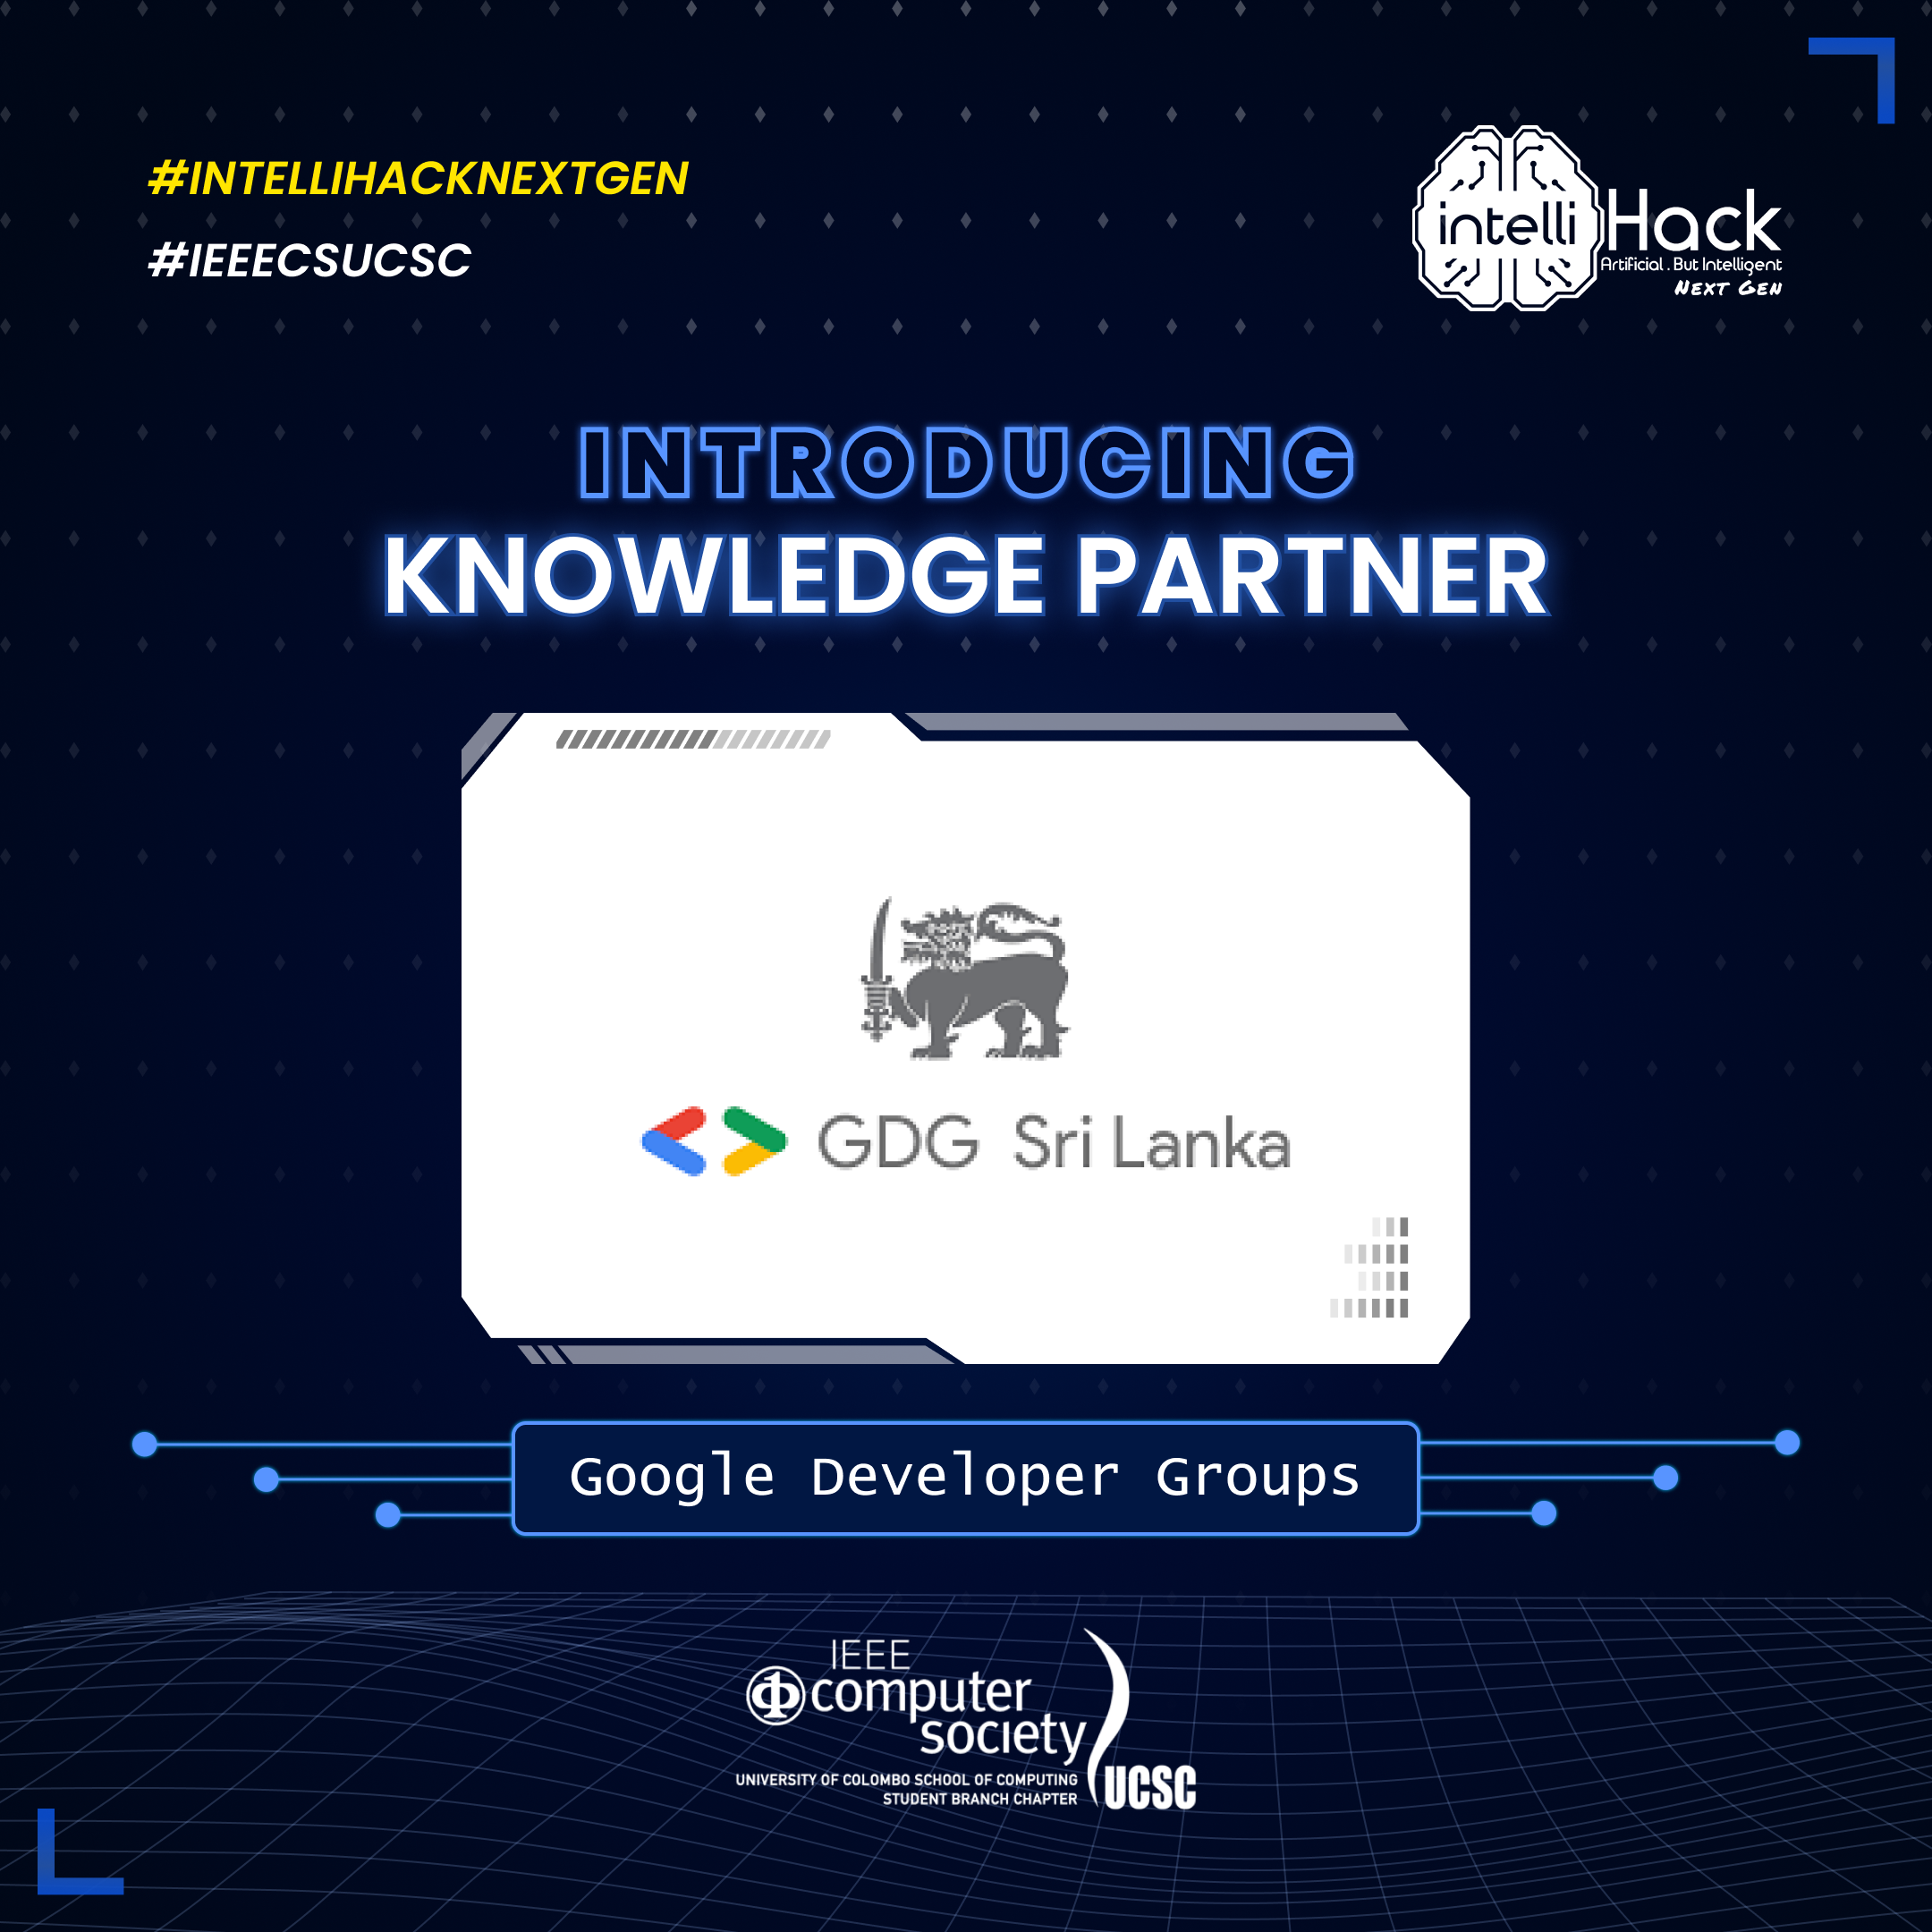 #INTELLIHACKNEXTGEN
#IEEECSUCSC
intelli Hack
Artificial . But Intelligent
NEXT GEN
INTRODUCING
KNOWLEDGE PARTNER
GDG Sri Lanka
Google Developer Groups
IEEE
computer
society
UNIVERSITY OF COLOMBO SCHOOL OF COMPUTING
STUDENT BRANCH CHAPTER
UCSC